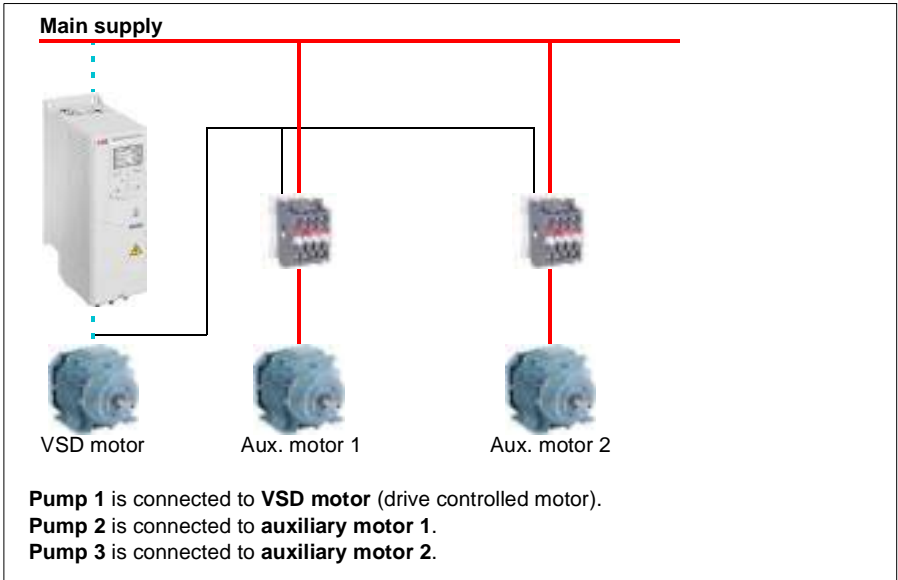 Main supply
VSD motor
Aux. motor 1
Aux. motor 2
Pump 1 is connected to VSD motor (drive controlled motor).
Pump 2 is connected to auxiliary motor 1.
Pump 3 is connected to auxiliary motor 2.